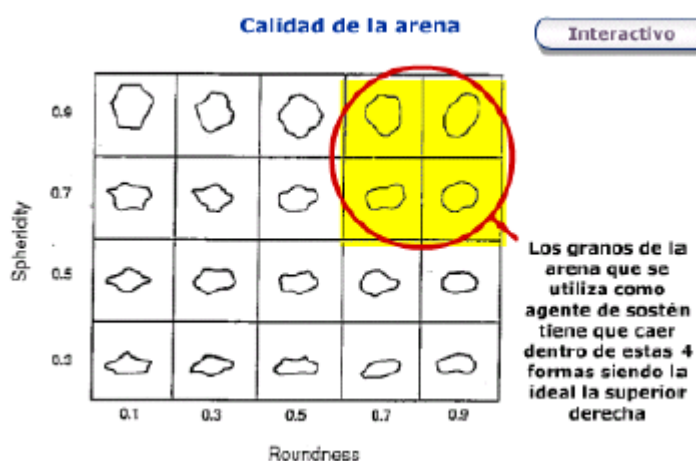 Calidad de la arena
Interactivo
Sphericity
0.9
0.7
0.5
0.3
0.1 0.3 0.5 0.7 0.9
Roundness
Los granos de la
arena que se
utiliza como
agente de sostén
tiene que caer
dentro de estas 4
formas siendo la
ideal la superior
derecha